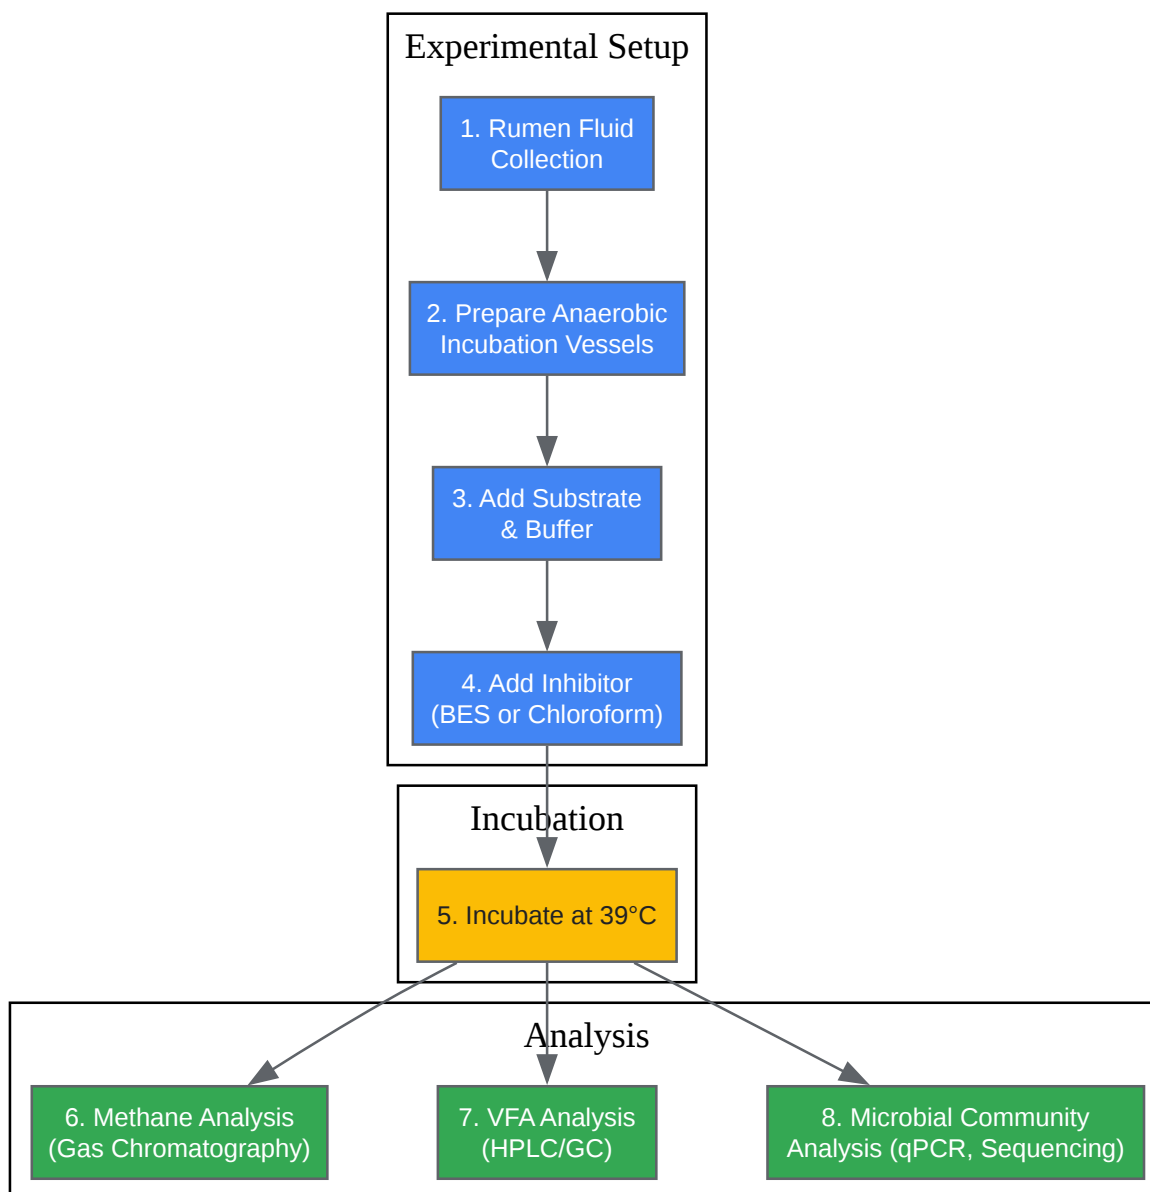 Experimental Setup
1. Rumen Fluid
Collection
2. Prepare Anaerobic
Incubation Vessels
3. Add Substrate
& Buffer
4. Add Inhibitor
(BES or Chloroform)
Incubation
5. Incubate at 39°C
Analysis
6. Methane Analysis
(Gas Chromatography)
7. VFA Analysis
(HPLC/GC)
8. Microbial Community
Analysis (qPCR, Sequencing)